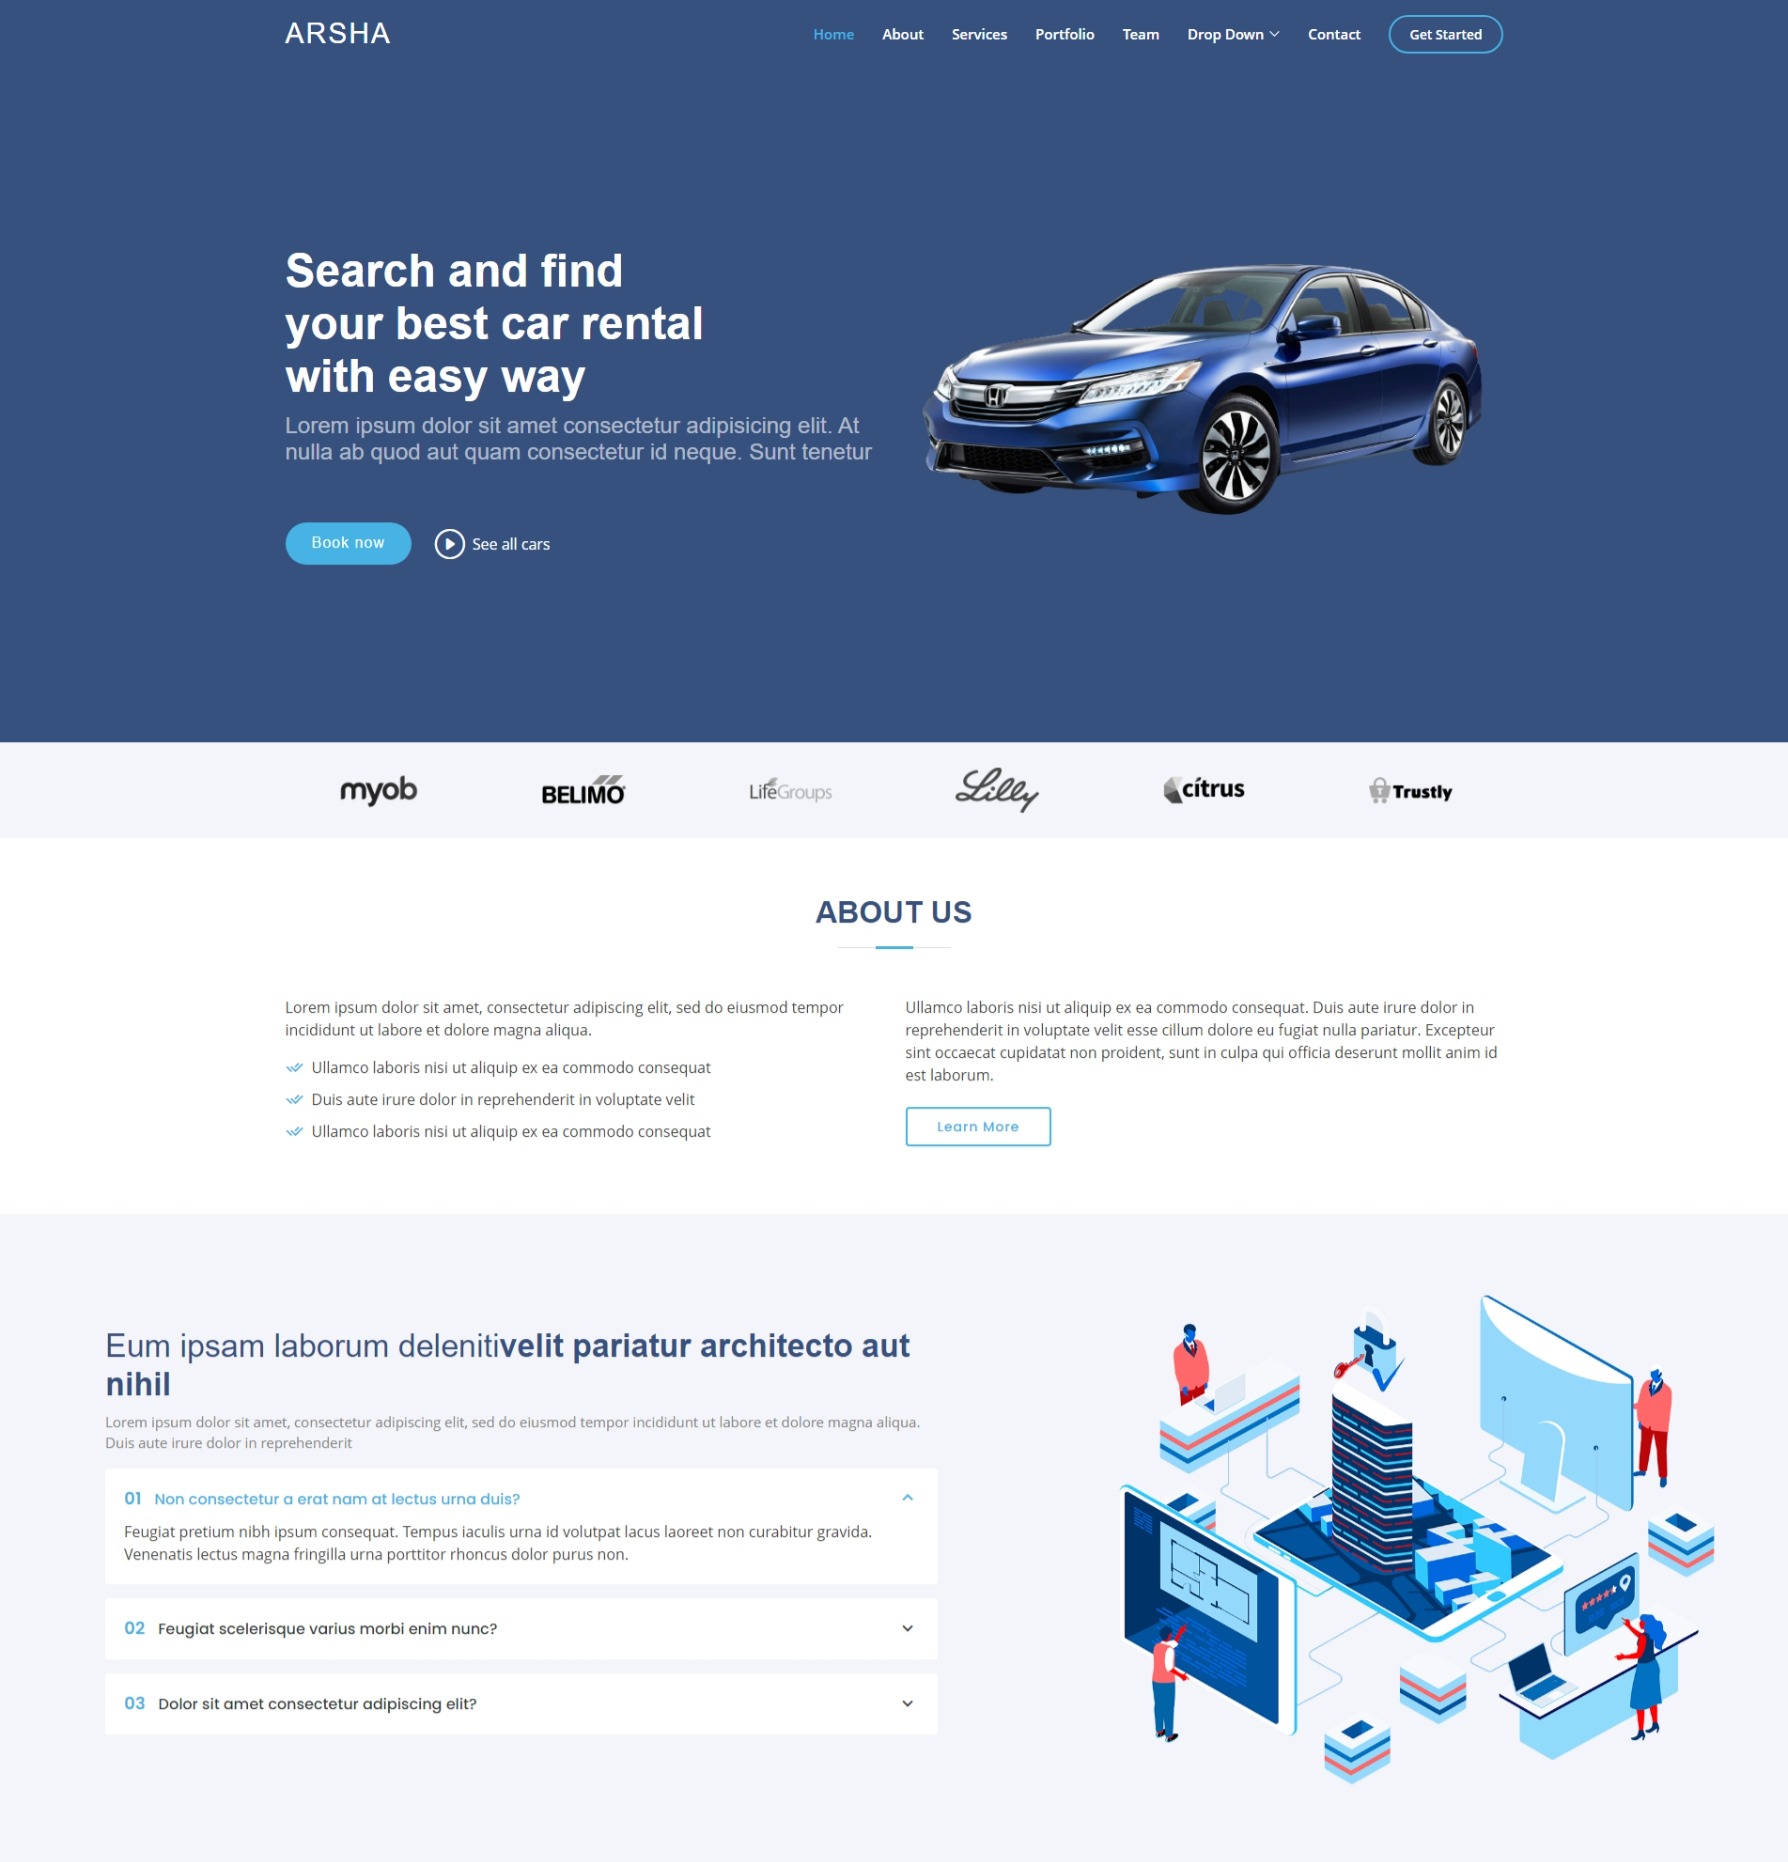 ARSHA
Home About Services Portfolio Team Drop Down Contact Get Started
Search and find
your best car rental
with easy way
Lorem ipsum dolor sit amet consectetur adipisicing elit. At
nulla ab quod aut quam consectetur id neque. Sunt tenetur
Book now See all cars
myob BELIMO LifeGroups Lilly cítrus Trustly
ABOUT US
Lorem ipsum dolor sit amet, consectetur adipiscing elit, sed do eiusmod tempor
incididunt ut labore et dolore magna aliqua.
Ullamco laboris nisi ut aliquip ex ea commodo consequat
Duis aute irure dolor in reprehenderit in voluptate velit
Ullamco laboris nisi ut aliquip ex ea commodo consequat
Ullamco laboris nisi ut aliquip ex ea commodo consequat. Duis aute irure dolor in
reprehenderit in voluptate velit esse cillum dolore eu fugiat nulla pariatur. Excepteur
sint occaecat cupidatat non proident, sunt in culpa qui officia deserunt mollit anim id
est laborum.
Learn More
Eum ipsam laborum delenitivelit pariatur architecto aut
nihil
Lorem ipsum dolor sit amet, consectetur adipiscing elit, sed do eiusmod tempor incididunt ut labore et dolore magna aliqua.
Duis aute irure dolor in reprehenderit
01 Non consectetur a erat nam at lectus urna duis?
Feugiat pretium nibh ipsum consequat. Tempus iaculis urna id volutpat lacus laoreet non curabitur gravida.
Venenatis lectus magna fringilla urna porttitor rhoncus dolor purus non.
02 Feugiat scelerisque varius morbi enim nunc?
03 Dolor sit amet consectetur adipiscing elit?